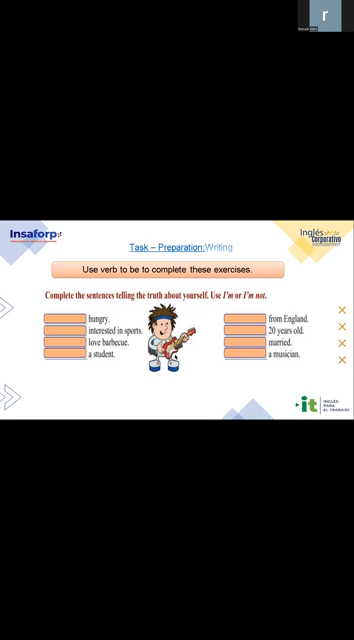 r
Insaforp
Inglés
Corporativo
Task – Preparation:Writing
Use verb to be to complete these exercises.
Complete the sentences telling the truth about yourself. Use I'm or I'm not.
hungry.
interested in sports.
love barbecue.
a student.
from England.
20 years old.
married.
a musician.
it
INGLÉS
PARA
EL TRABAJO